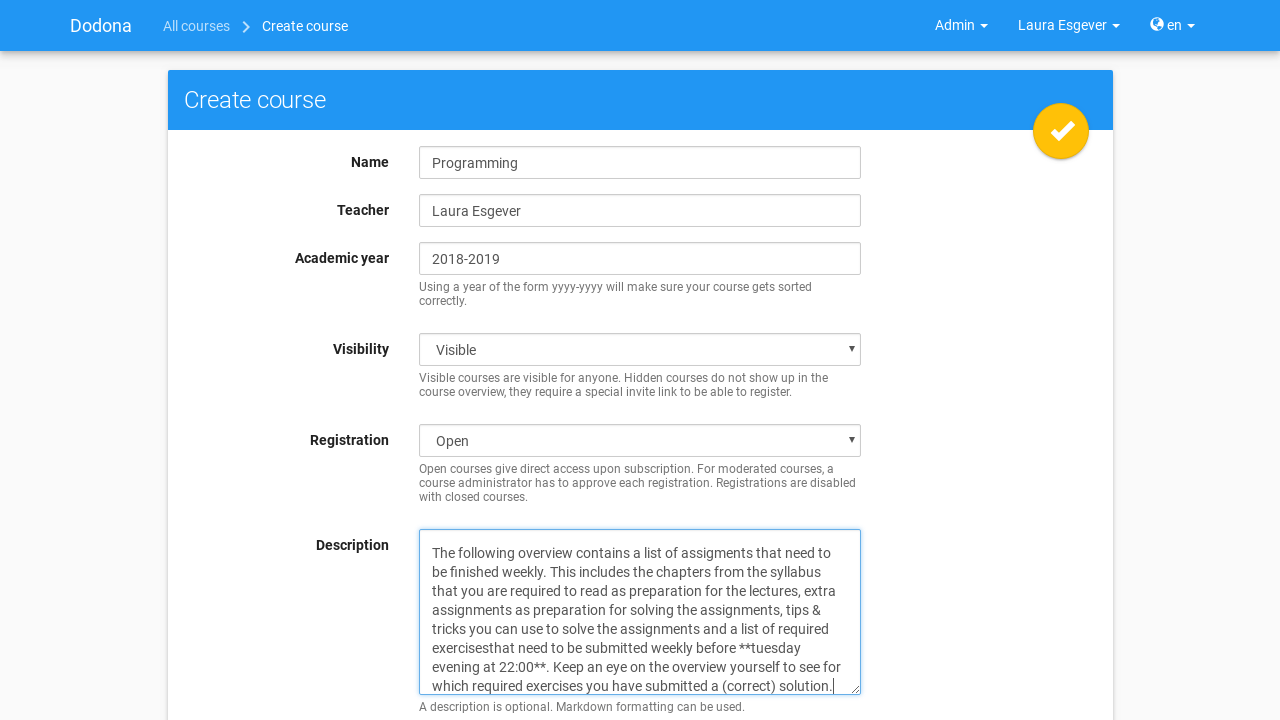 Dodona All courses Create course Admin Laura Esgever en
Create course
Name Programming
Teacher Laura Esgever
Academic year 2018-2019
Using a year of the form yyyy-yyyy will make sure your course gets sorted
correctly.
Visibility Visible
Visible courses are visible for anyone. Hidden courses do not show up in the
course overview, they require a special invite link to be able to register.
Registration Open
Open courses give direct access upon subscription. For moderated courses, a
course administrator has to approve each registration. Registrations are disabled
with closed courses.
Description
The following overview contains a list of assigments that need to
be finished weekly. This includes the chapters from the syllabus
that you are required to read as preparation for the lectures, extra
assignments as preparation for solving the assignments, tips &
tricks you can use to solve the assignments and a list of required
exercisesthat need to be submitted weekly before **tuesday
evening at 22:00**. Keep an eye on the overview yourself to see for
which required exercises you have submitted a (correct) solution.
A description is optional. Markdown formatting can be used.